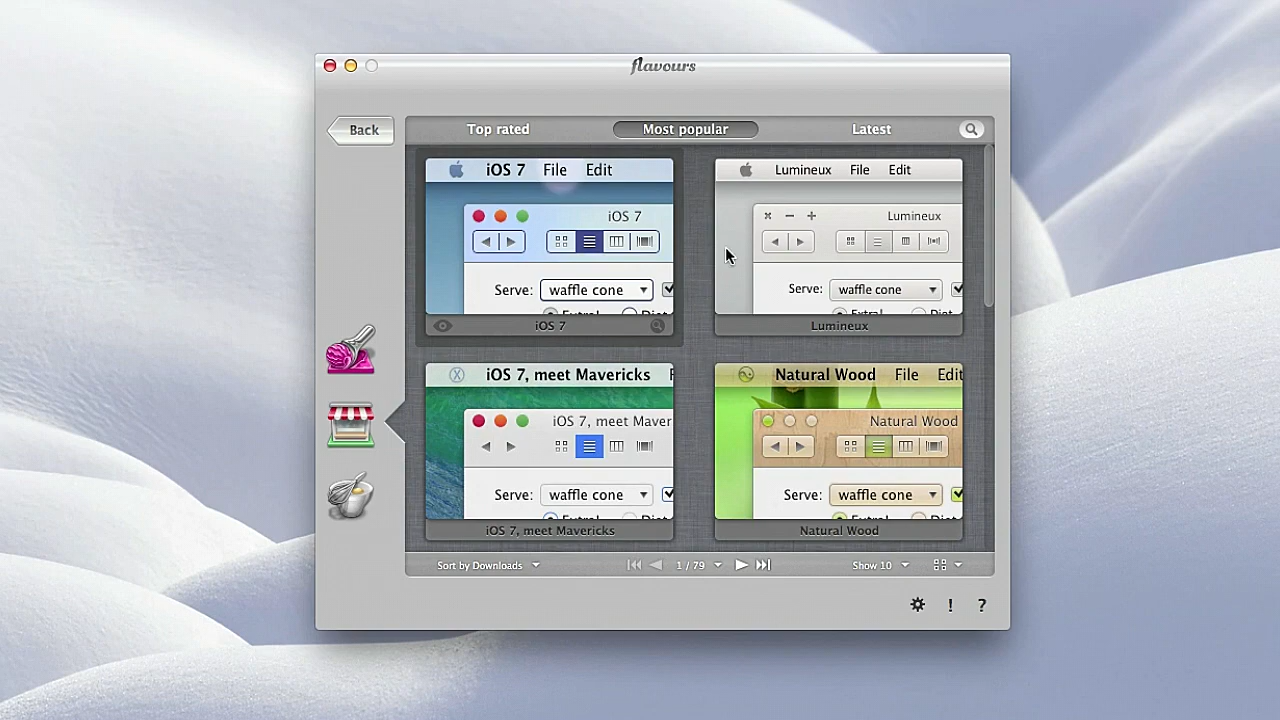 flavours
Back
Top rated
Most popular
Latest
iOS 7 File Edit
iOS 7
Serve: waffle cone
iOS 7
Lumineux File Edit
Lumineux
Serve: waffle cone
Lumineux
iOS 7, meet Mavericks
iOS 7, meet Maver
Serve: waffle cone
iOS 7, meet Mavericks
Natural Wood File Edit
Natural Wood
Serve: waffle cone
Natural Wood
Sort by Downloads
1 / 79
Show 10
! ?